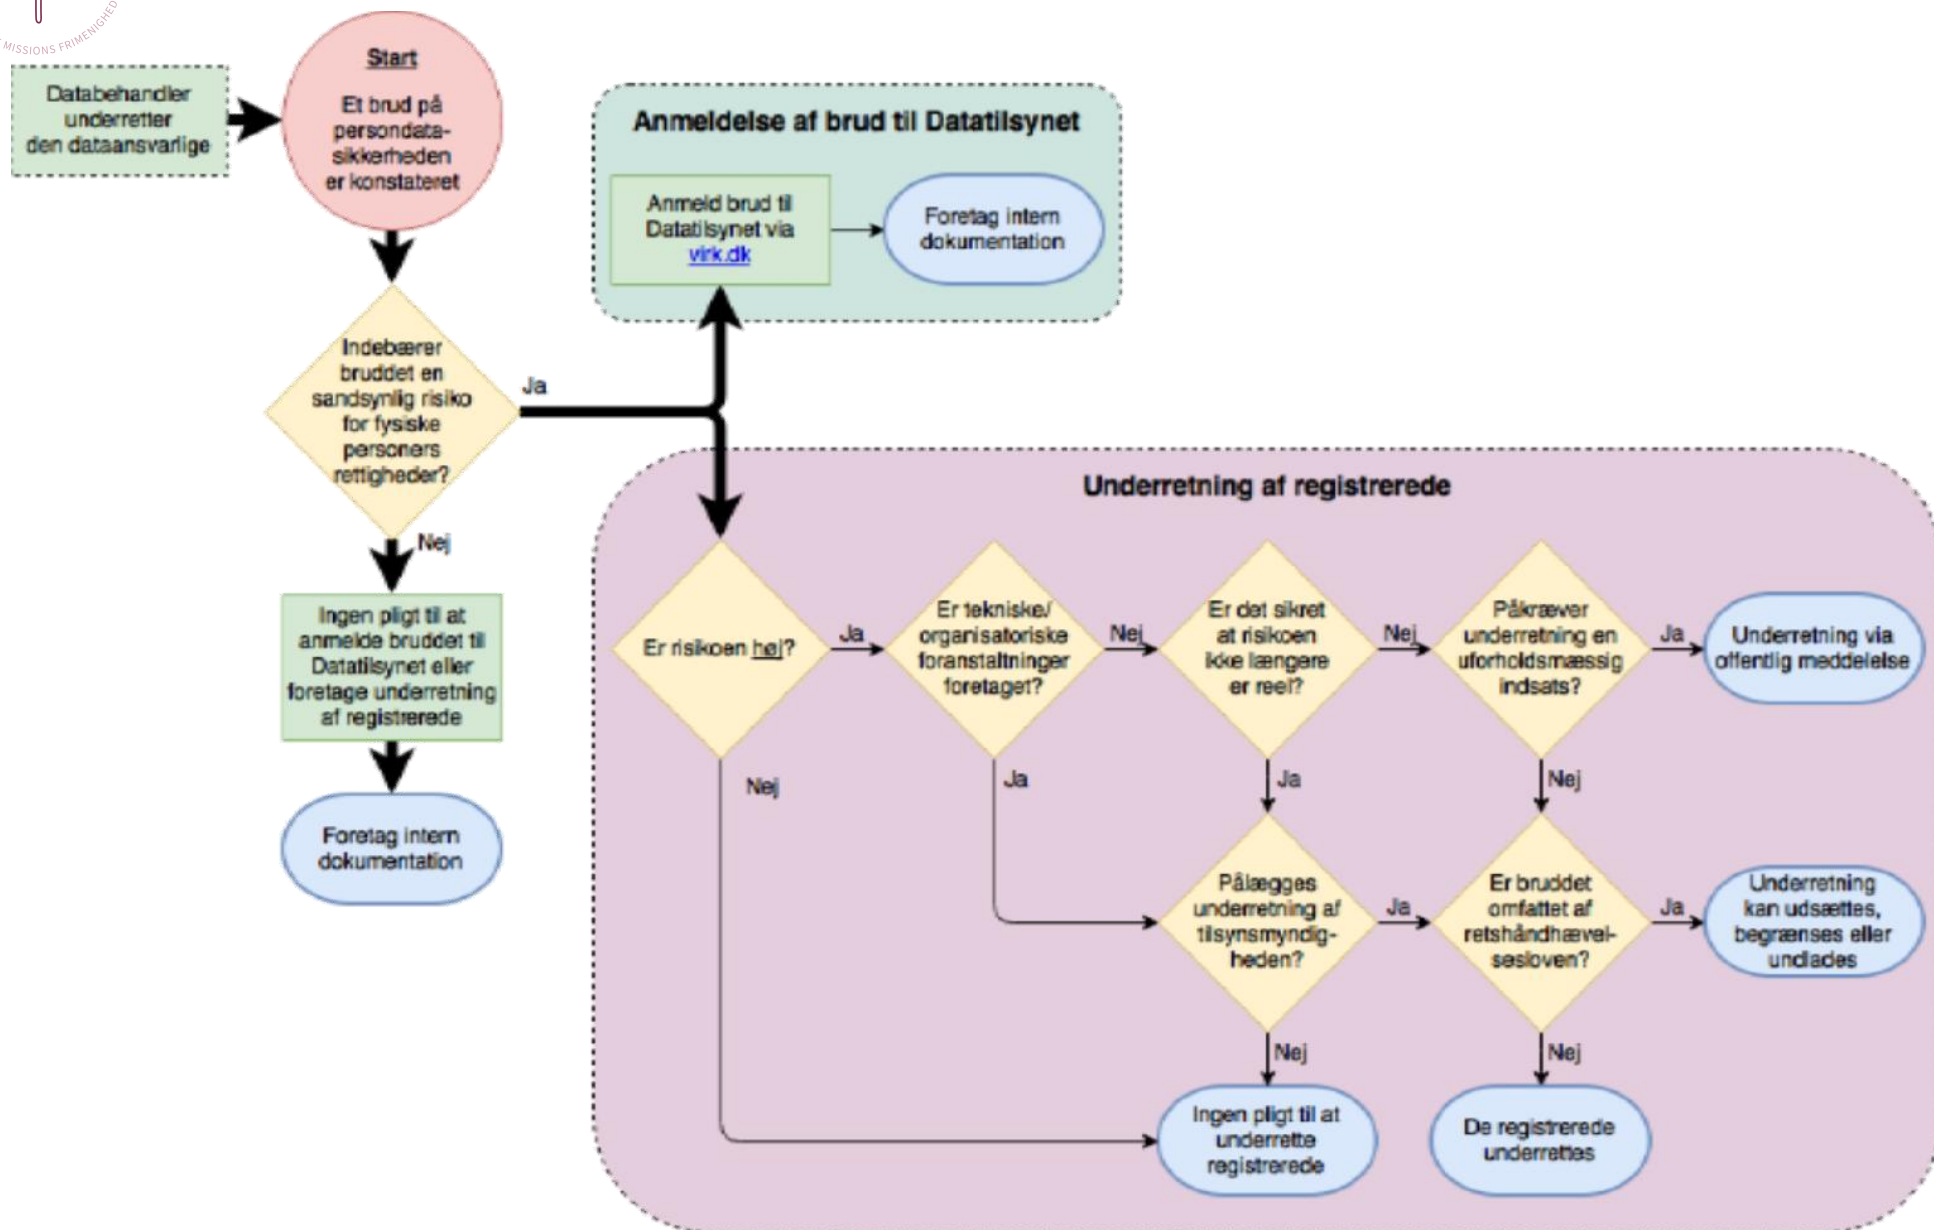 MISSIONS FRIMENIGHED
Databehandler
underretter
den dataansvarlige
Start
Et brud på
persondata-
sikkerheden
er konstateret
Anmeldelse af brud til Datatilsynet
Anmeld brud til
Datatilsynet via
virk.dk
Foretag intern
dokumentation
Indebærer
bruddet en
sandsynlig risiko
for fysiske
personers
rettigheder?
Ja
Nej
Ingen pligt til at
anmelde bruddet til
Datatilsynet eller
foretage underretning
af registrerede
Foretag intern
dokumentation
Underretning af registrerede
Er risikoen høj?
Ja
Er tekniske/
organisatoriske
foranstaltninger
foretaget?
Nej
Er det sikret
at risikoen
ikke længere
er reel?
Nej
Påkræver
underretning en
uforholdsmæssig
indsats?
Ja
Underretning via
offentlig meddelelse
Nej
Ja
Ja
Nej
Pålægges
underretning af
tilsynsmyndig-
heden?
Ja
Er bruddet
omfattet af
retshåndhævel-
sesloven?
Ja
Underretning
kan udsættes,
begrænses eller
undlades
Nej
Nej
Ingen pligt til at
underrette
registrerede
De registrerede
underrettes